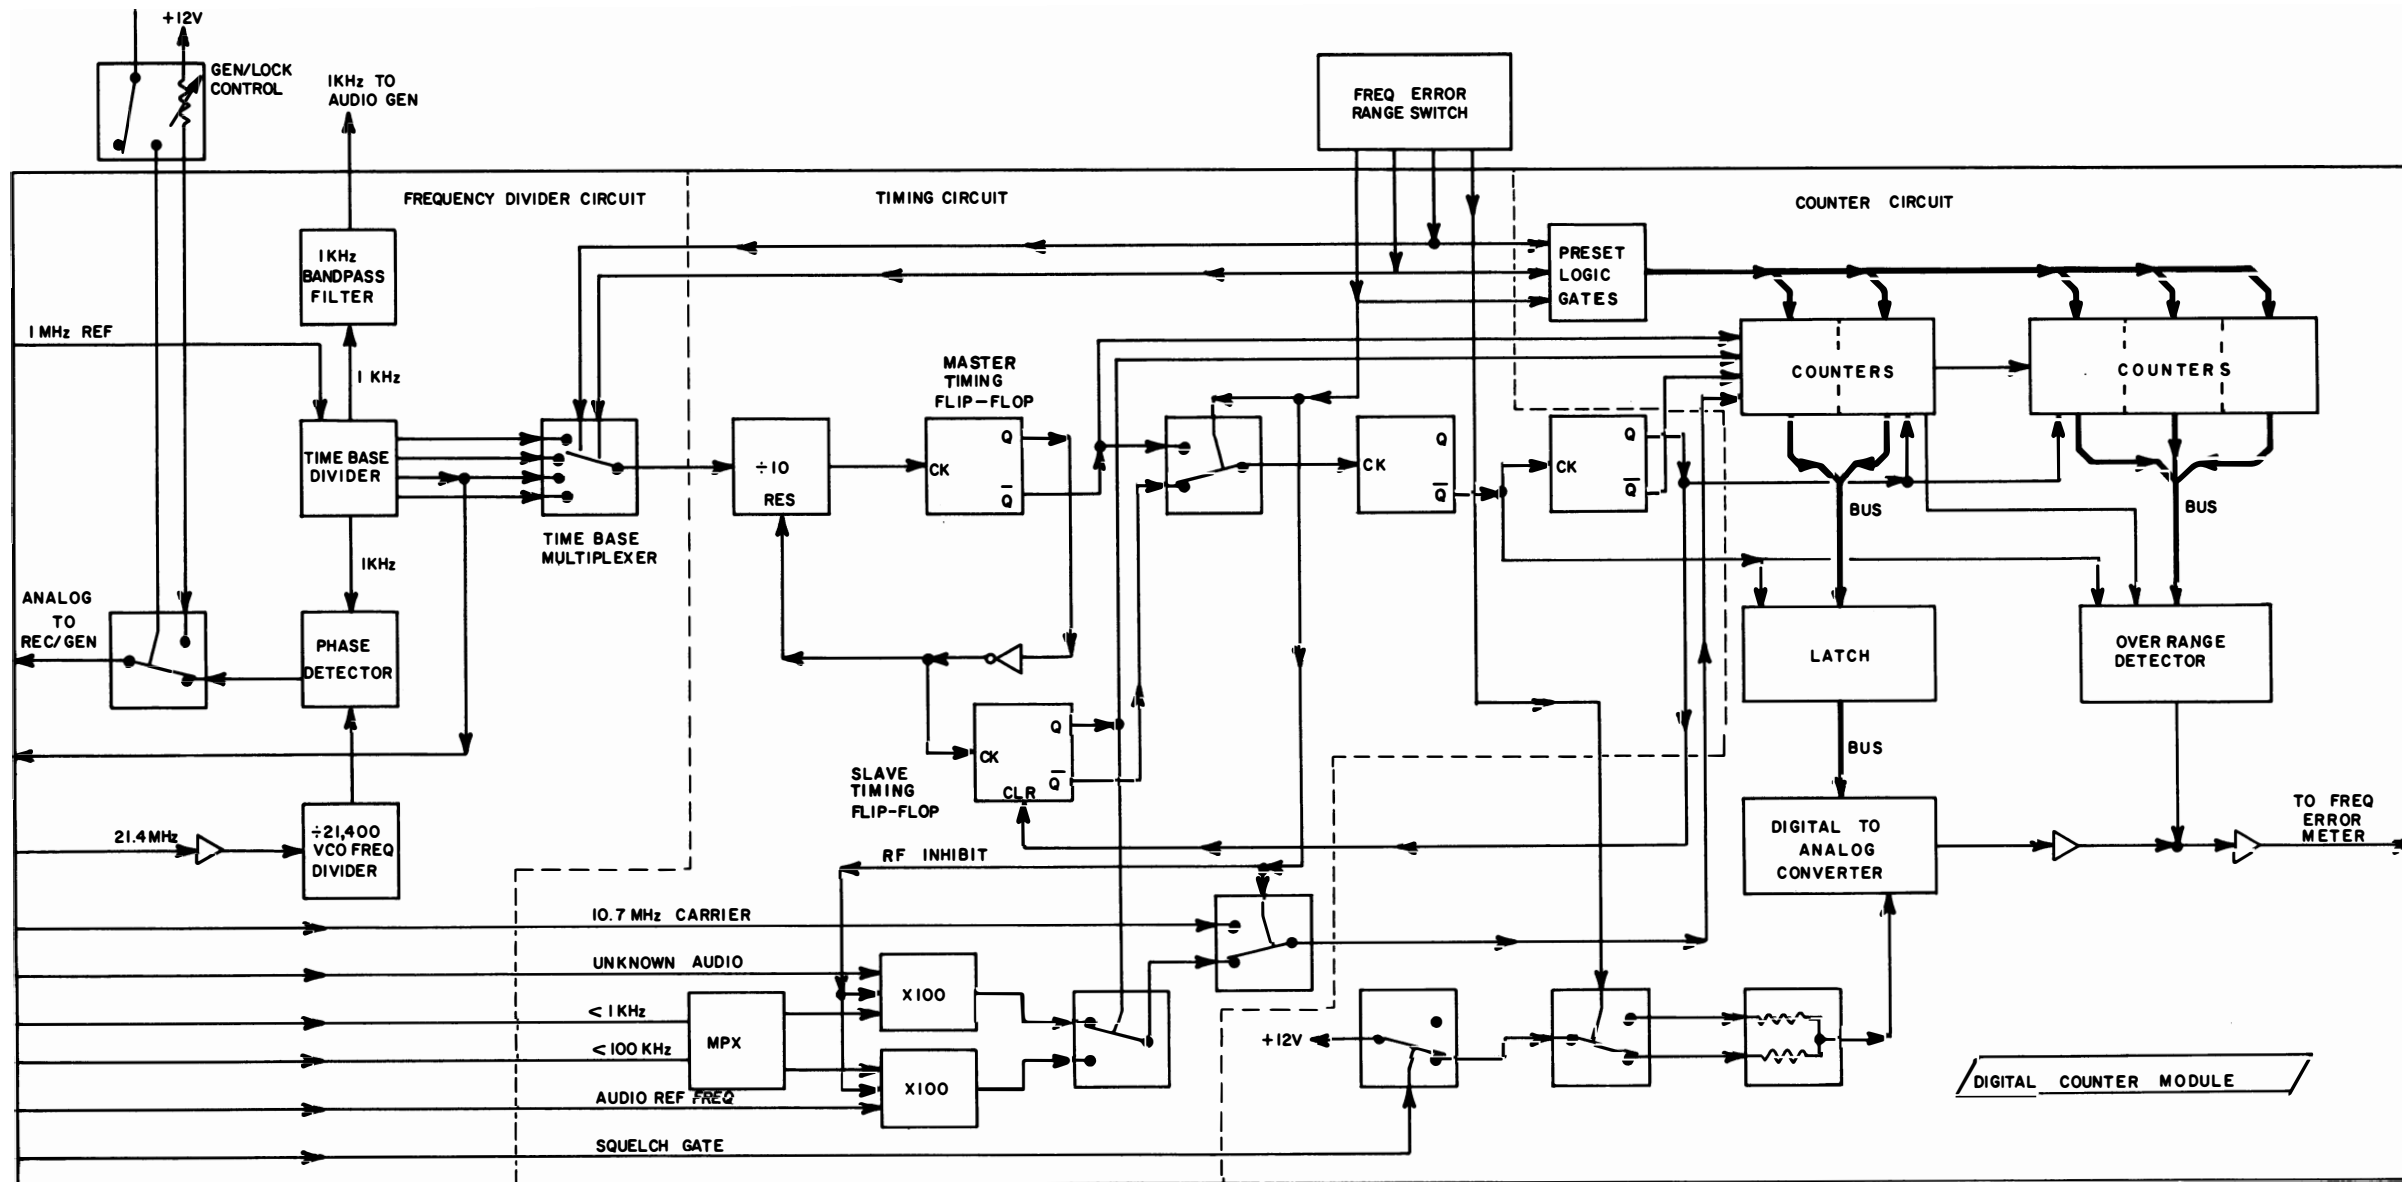 +12V
GEN/LOCK
CONTROL
1KHz TO
AUDIO GEN
FREQ ERROR
RANGE SWITCH
FREQUENCY DIVIDER CIRCUIT
TIMING CIRCUIT
COUNTER CIRCUIT
1KHz
BANDPASS
FILTER
PRESET
LOGIC
GATES
1 MHz REF
1 KHz
MASTER
TIMING
FLIP-FLOP
COUNTERS
COUNTERS
TIME BASE
DIVIDER
÷10
RES
CK
Q
Q̅
CK
Q
Q̅
CK
Q
Q̅
BUS
BUS
TIME BASE
MULTIPLEXER
1KHz
ANALOG
TO
REC/GEN
PHASE
DETECTOR
LATCH
OVER RANGE
DETECTOR
CK
Q
Q̅
CLR
SLAVE
TIMING
FLIP-FLOP
BUS
21.4MHz
÷21,400
VCO FREQ
DIVIDER
DIGITAL TO
ANALOG
CONVERTER
TO FREQ
ERROR
METER
RF INHIBIT
10.7 MHz CARRIER
UNKNOWN AUDIO
X100
< 1 KHz
MPX
< 100 KHz
X100
AUDIO REF FREQ
+12V
DIGITAL COUNTER MODULE
SQUELCH GATE